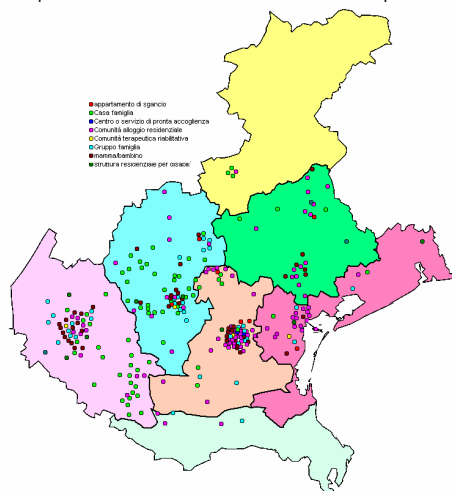 appartamento di sgancio
Casa famiglia
Centro o servizio di pronta accoglienza
Comunità alloggio residenziale
Comunità terapeutica riabilitativa
Gruppo famiglia
mamma/bambino
struttura residenziale per disabili